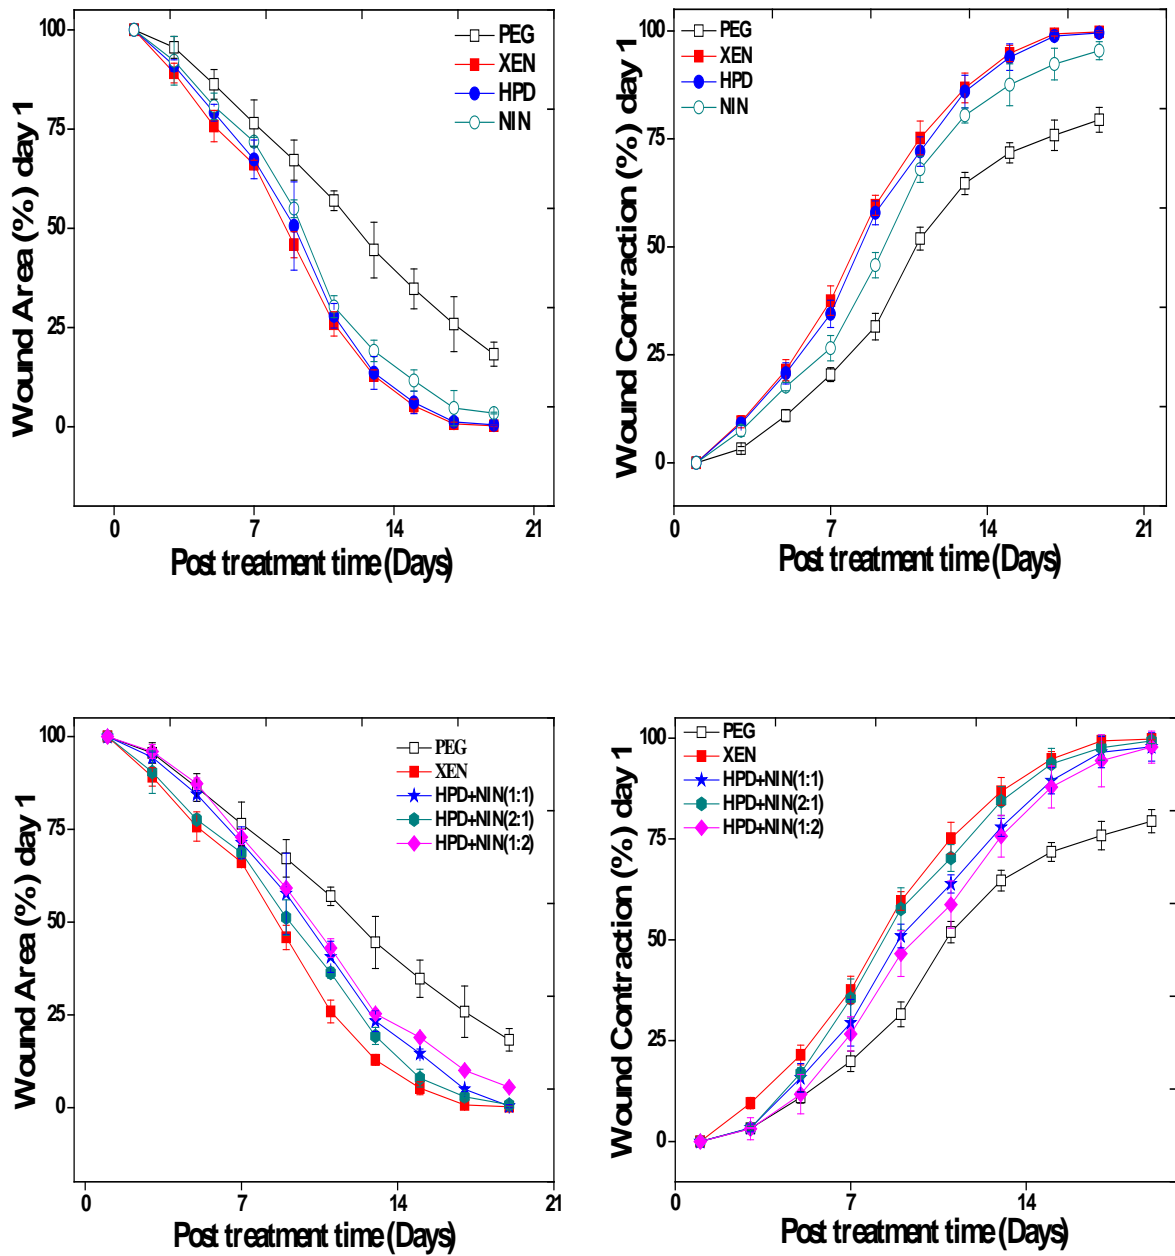 PEG
XEN
HPD
NIN
100
75
50
25
0
0 7 14 21
Wound Area (%) day 1
Post treatment time (Days)
PEG
XEN
HPD
NIN
100
75
50
25
0
0 7 14 21
Wound Contraction (%) day 1
Post treatment time (Days)
PEG
XEN
HPD+NIN(1:1)
HPD+NIN(2:1)
HPD+NIN(1:2)
100
75
50
25
0
0 7 14 21
Wound Area (%) day 1
Post treatment time (Days)
PEG
XEN
HPD+NIN(1:1)
HPD+NIN(2:1)
HPD+NIN(1:2)
100
75
50
25
0
0 7 14
Wound Contraction (%) day 1
Post treatment time (Days)